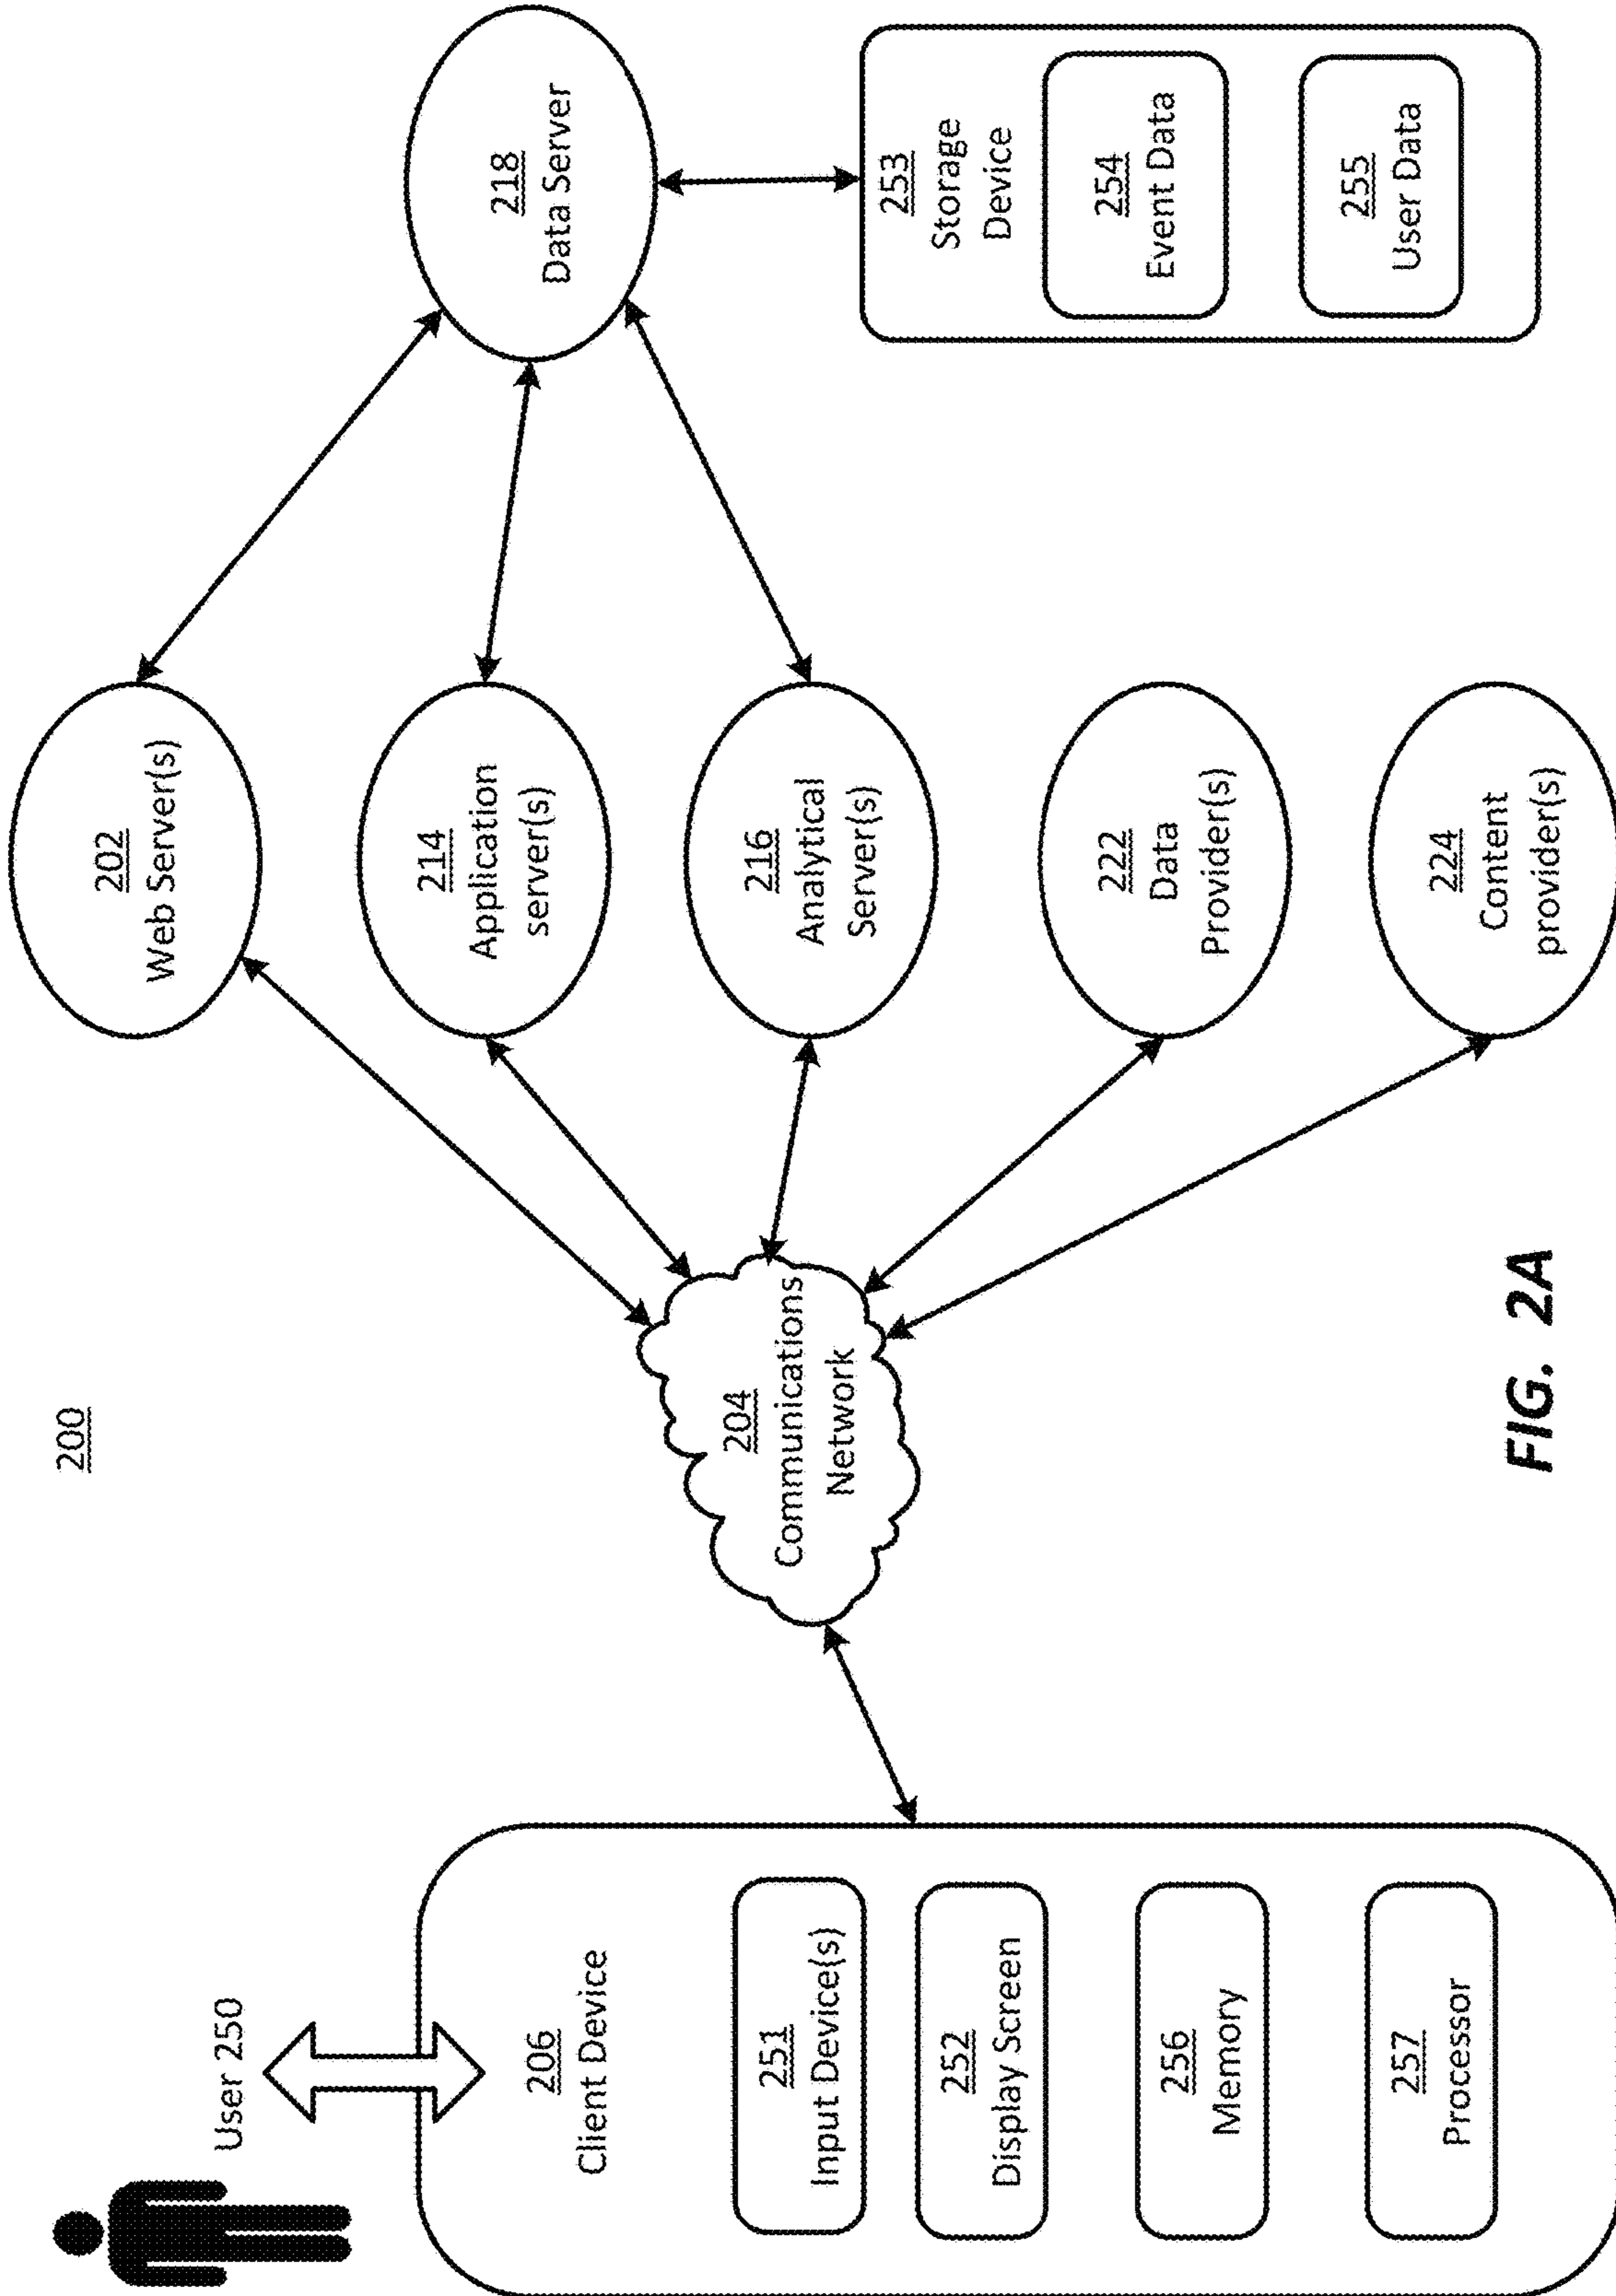 200
User 250
206
Client Device
251
Input Device(s)
252
Display Screen
256
Memory
257
Processor
204
Communications
Network
202
Web Server(s)
214
Application
server(s)
216
Analytical
Server(s)
222
Data
Provider(s)
224
Content
provider(s)
218
Data Server
253
Storage
Device
254
Event Data
255
User Data
FIG. 2A